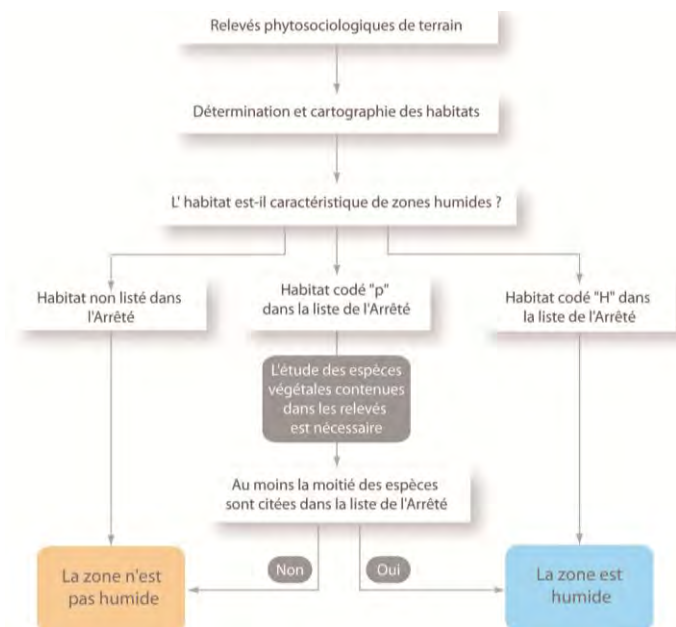 Relevés phytosociologiques de terrain
Détermination et cartographie des habitats
L' habitat est-il caractéristique de zones humides ?
Habitat non listé dans
l'Arrêté
Habitat codé "p"
dans la liste de l'Arrêté
Habitat codé "H" dans
la liste de l'Arrêté
L'étude des espèces
végétales contenues
dans les relevés
est nécessaire
Au moins la moitié des espèces
sont citées dans la liste de l'Arrêté
Non
Oui
La zone n'est
pas humide
La zone est
humide